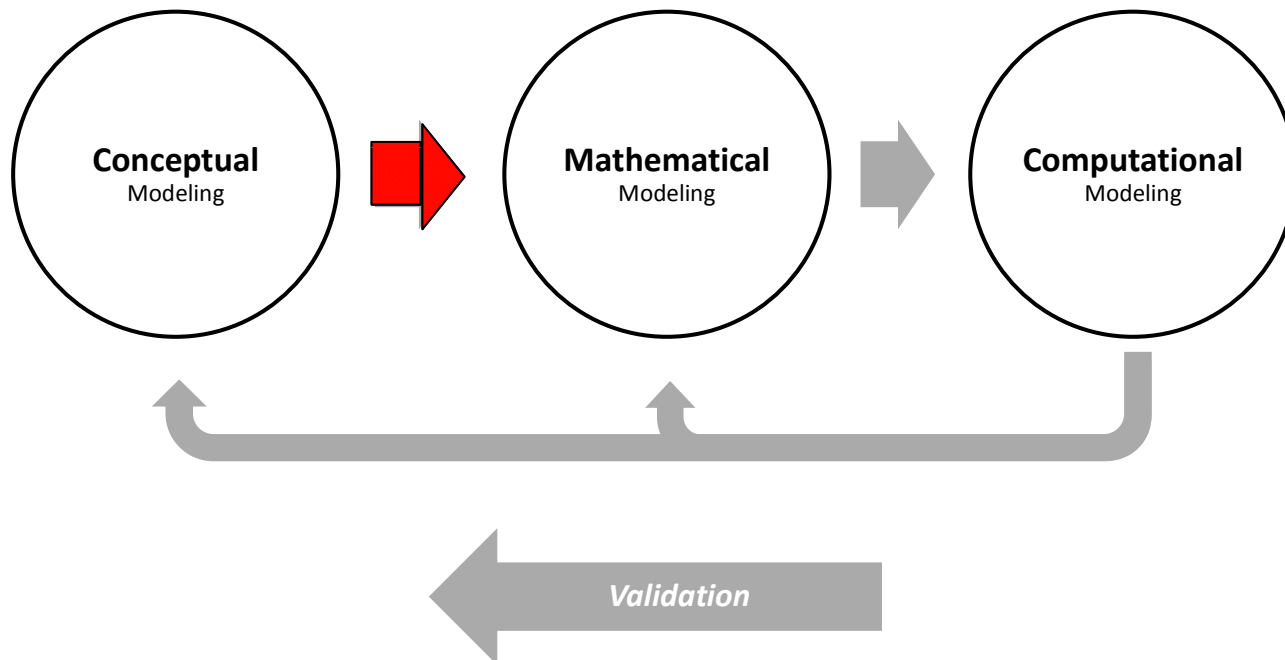 Conceptual
Modeling
Mathematical
Modeling
Computational
Modeling
Validation